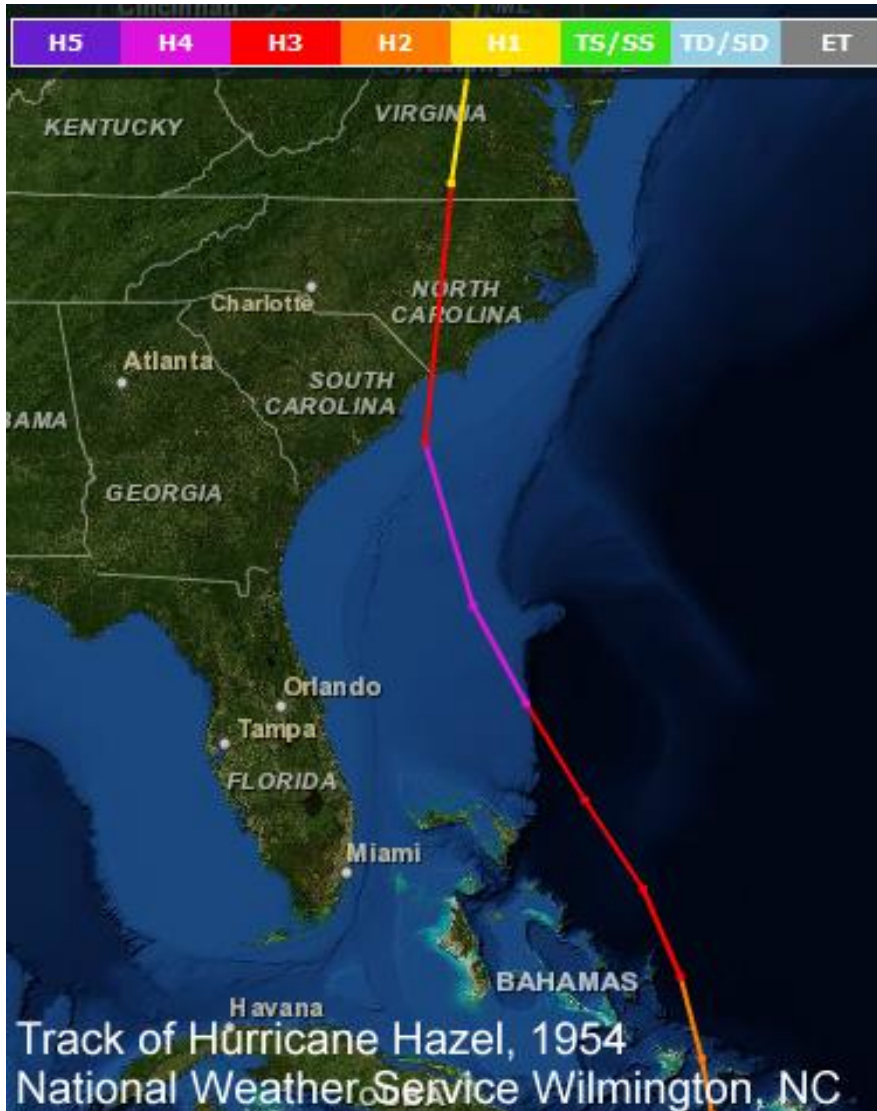 H5 H4 H3 H2 H1 TS/SS TD/SD ET
KENTUCKY
VIRGINIA
NORTH
CAROLINA
Charlotte
Atlanta
SOUTH
CAROLINA
GEORGIA
Orlando
Tampa
FLORIDA
Miami
BAHAMAS
Havana
Track of Hurricane Hazel, 1954
National Weather Service Wilmington, NC